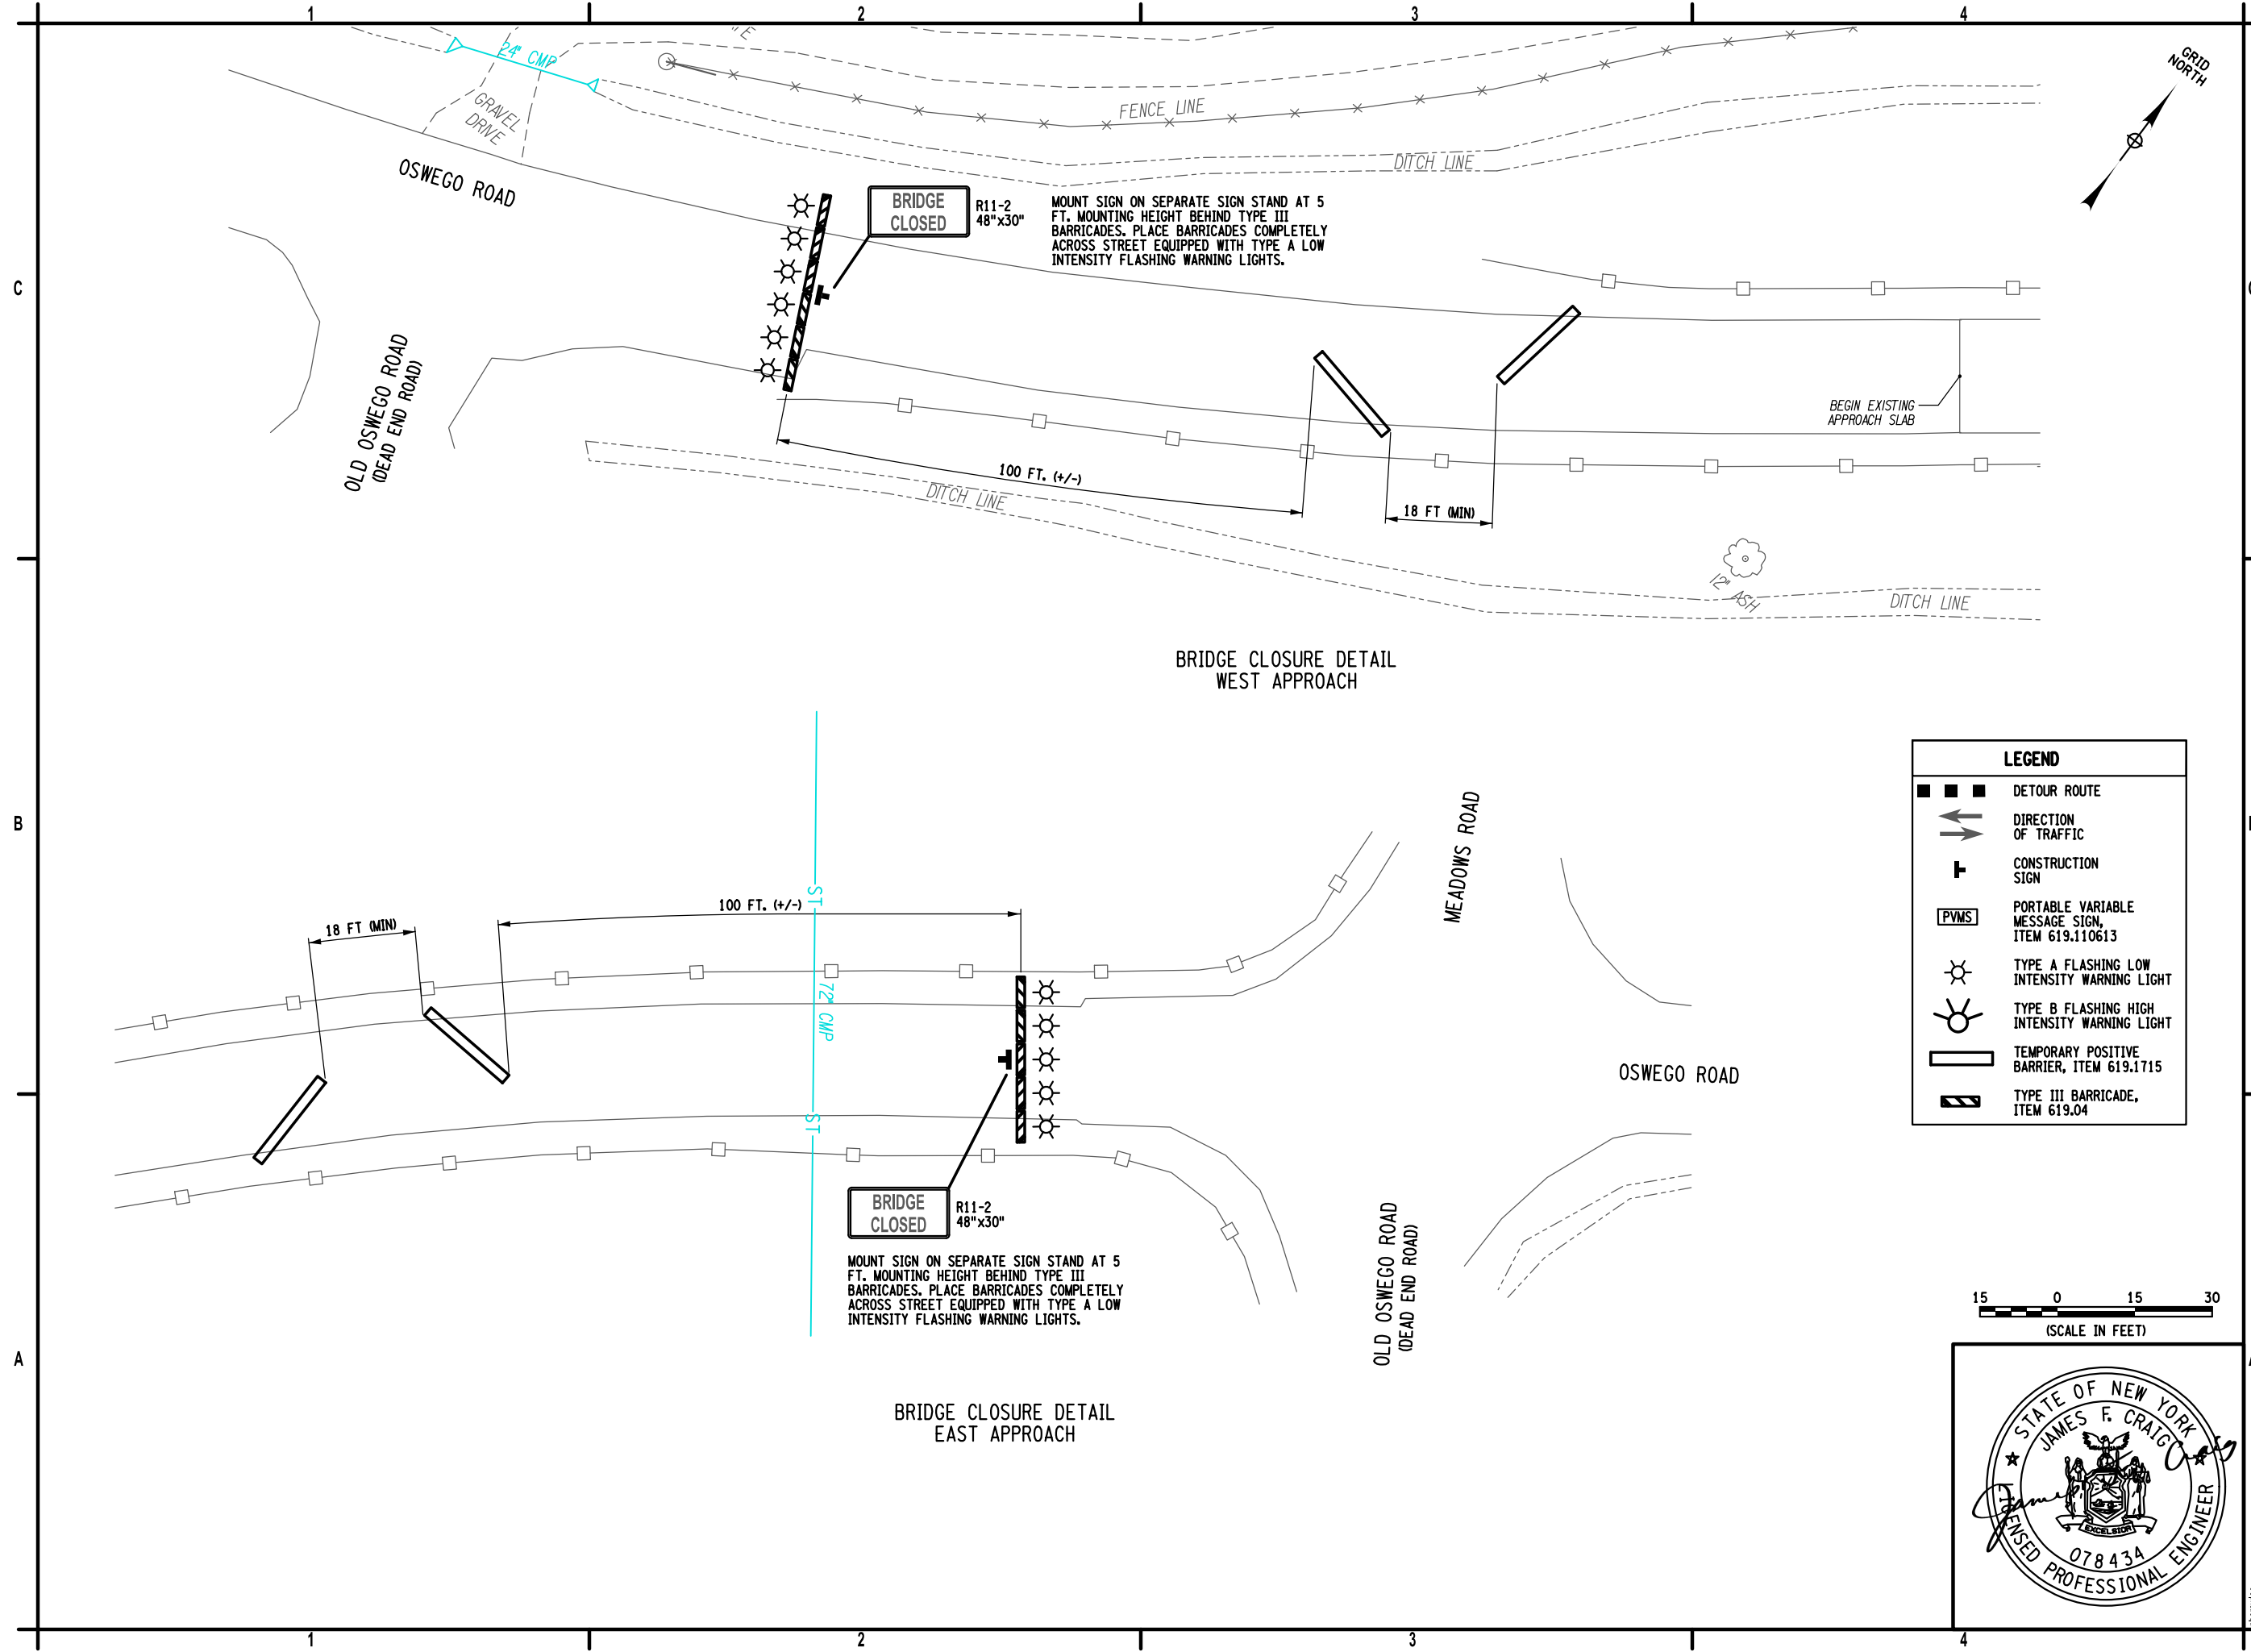 1
2
3
4
24" CMP
GRAVEL
DRIVE
FENCE LINE
DITCH LINE
GRID
NORTH
OSWEGO ROAD
BRIDGE
CLOSED
R11-2
48"x30"
MOUNT SIGN ON SEPARATE SIGN STAND AT 5
FT. MOUNTING HEIGHT BEHIND TYPE III
BARRICADES. PLACE BARRICADES COMPLETELY
ACROSS STREET EQUIPPED WITH TYPE A LOW
INTENSITY FLASHING WARNING LIGHTS.
C
OLD OSWEGO ROAD
(DEAD END ROAD)
BEGIN EXISTING
APPROACH SLAB
100 FT. (+/-)
DITCH LINE
18 FT (MIN)
12" ASH
DITCH LINE
BRIDGE CLOSURE DETAIL
WEST APPROACH
LEGEND
DETOUR ROUTE
DIRECTION
OF TRAFFIC
CONSTRUCTION
SIGN
PVMS
PORTABLE VARIABLE
MESSAGE SIGN,
ITEM 619.110613
TYPE A FLASHING LOW
INTENSITY WARNING LIGHT
TYPE B FLASHING HIGH
INTENSITY WARNING LIGHT
TEMPORARY POSITIVE
BARRIER, ITEM 619.1715
TYPE III BARRICADE,
ITEM 619.04
B
MEADOWS ROAD
18 FT (MIN)
100 FT. (+/-)
ST
72" CMP
ST
OSWEGO ROAD
BRIDGE
CLOSED
R11-2
48"x30"
MOUNT SIGN ON SEPARATE SIGN STAND AT 5
FT. MOUNTING HEIGHT BEHIND TYPE III
BARRICADES. PLACE BARRICADES COMPLETELY
ACROSS STREET EQUIPPED WITH TYPE A LOW
INTENSITY FLASHING WARNING LIGHTS.
OLD OSWEGO ROAD
(DEAD END ROAD)
15 0 15 30
(SCALE IN FEET)
A
BRIDGE CLOSURE DETAIL
EAST APPROACH
STATE OF NEW YORK
JAMES F. CRAIG
James Craig
EXCELSIOR
078434
LICENSED PROFESSIONAL ENGINEER
1
2
3
4